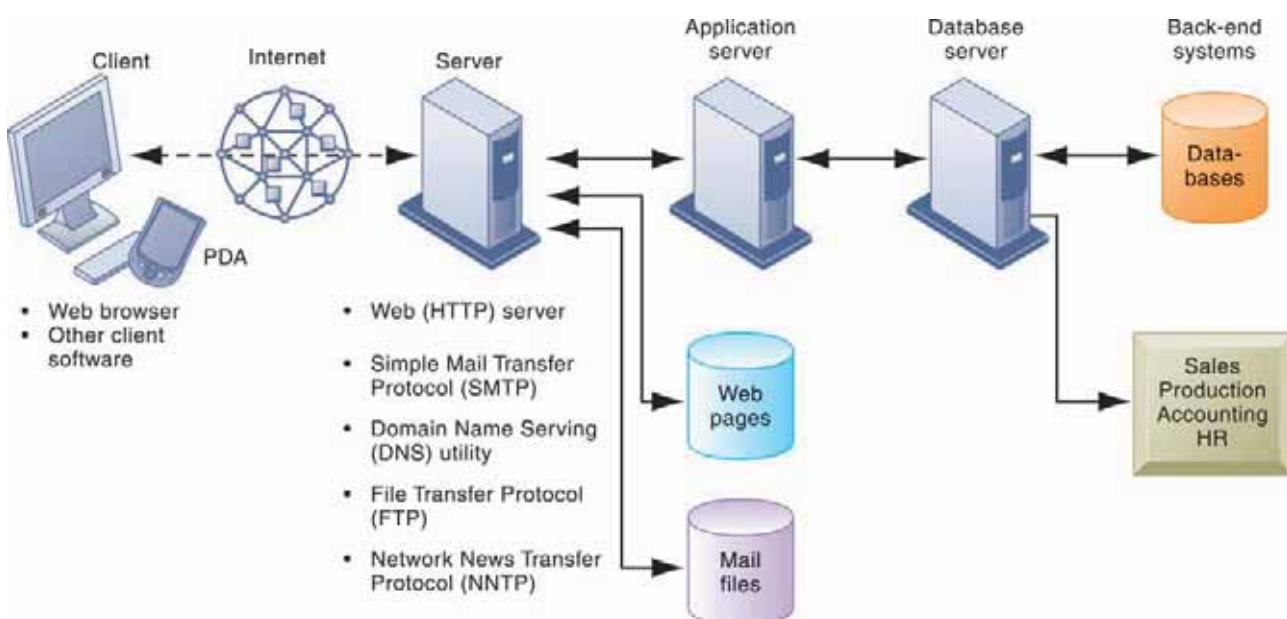 Client
Internet
Server
Application
server
Database
server
Back-end
systems
PDA
• Web browser
• Other client
software
• Web (HTTP) server
• Simple Mail Transfer
Protocol (SMTP)
• Domain Name Serving
(DNS) utility
• File Transfer Protocol
(FTP)
• Network News Transfer
Protocol (NNTP)
Web
pages
Mail
files
Data-
bases
Sales
Production
Accounting
HR